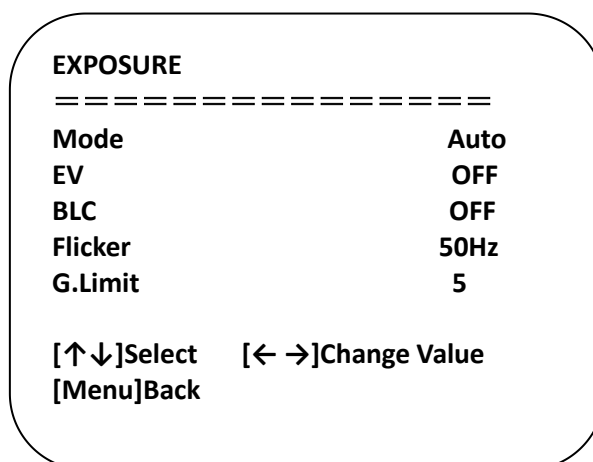 EXPOSURE
===============
Mode Auto
EV OFF
BLC OFF
Flicker 50Hz
G.Limit 5
[↑↓]Select [← →]Change Value
[Menu]Back